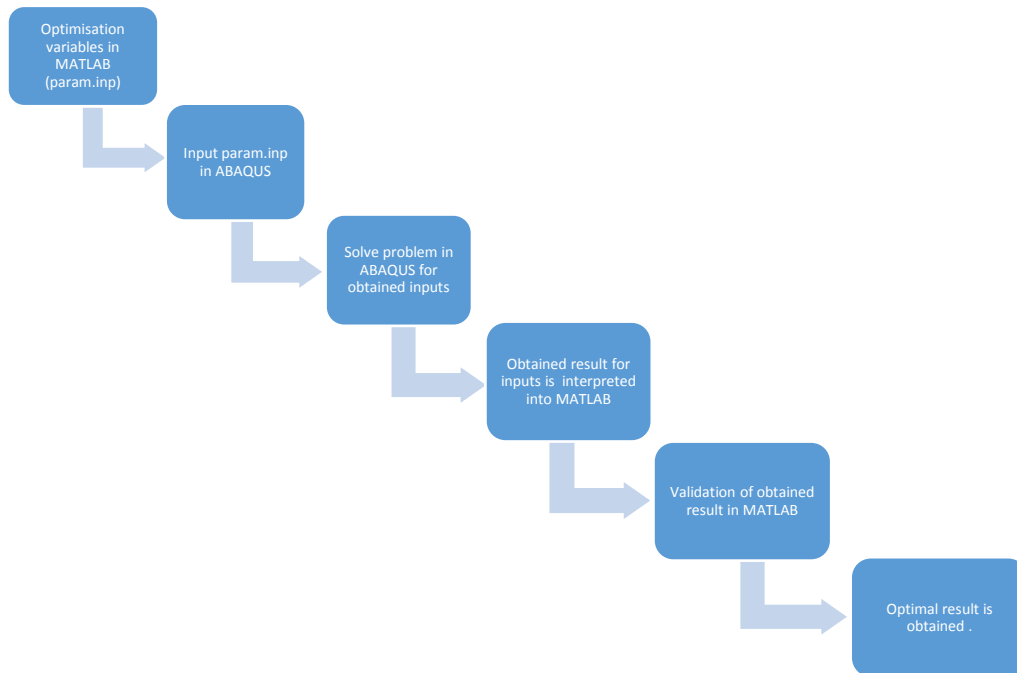 Optimisation
variables in
MATLAB
(param.inp)
Input param.inp
in ABAQUS
Solve problem in
ABAQUS for
obtained inputs
Obtained result for
inputs is  interpreted
into MATLAB
Validation of obtained
result in MATLAB
Optimal result is
obtained .